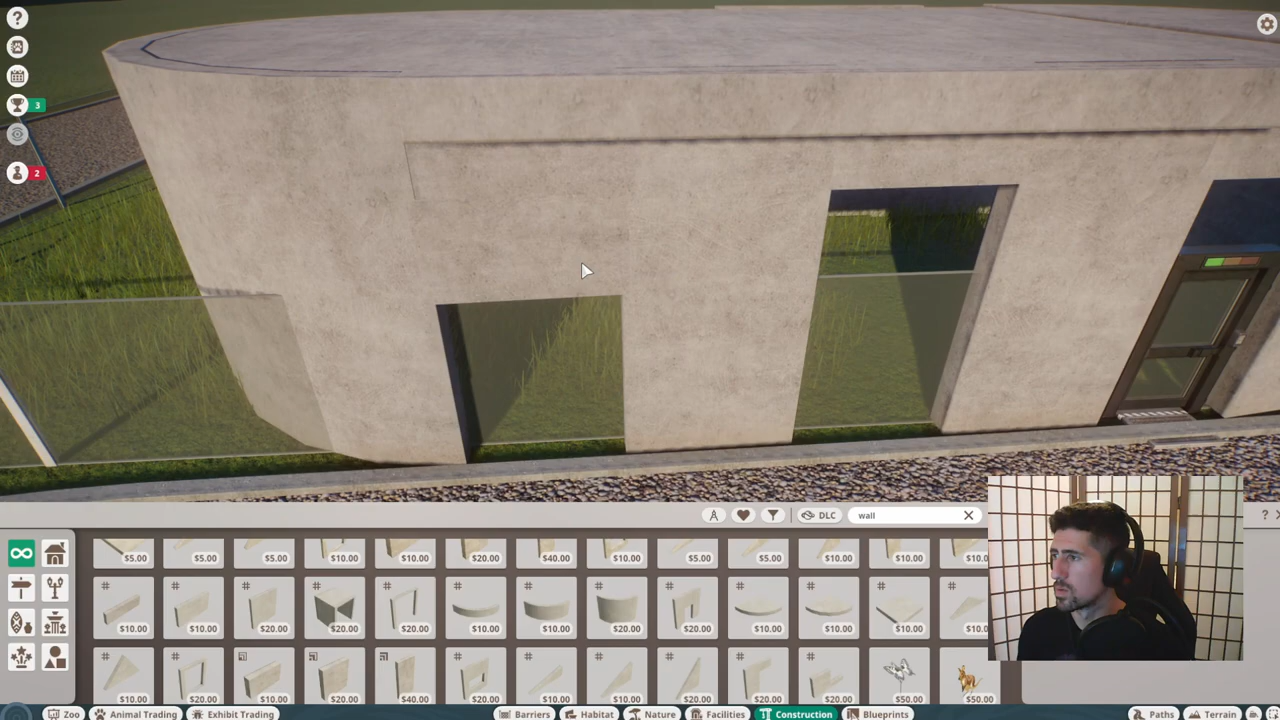 ?
3
2
DLC
wall
?
$5.00 $5.00 $5.00 $10.00 $10.00 $20.00 $40.00 $10.00 $5.00 $5.00 $10.00 $10.00 $10.00
$10.00 $10.00 $20.00 $20.00 $20.00 $10.00 $10.00 $20.00 $20.00 $10.00 $10.00 $10.00 $10.00
$10.00 $20.00 $10.00 $20.00 $40.00 $20.00 $10.00 $10.00 $20.00 $10.00 $20.00 $50.00 $50.00
Zoo Animal Trading Exhibit Trading Barriers Habitat Nature Facilities Construction Blueprints Paths Terrain